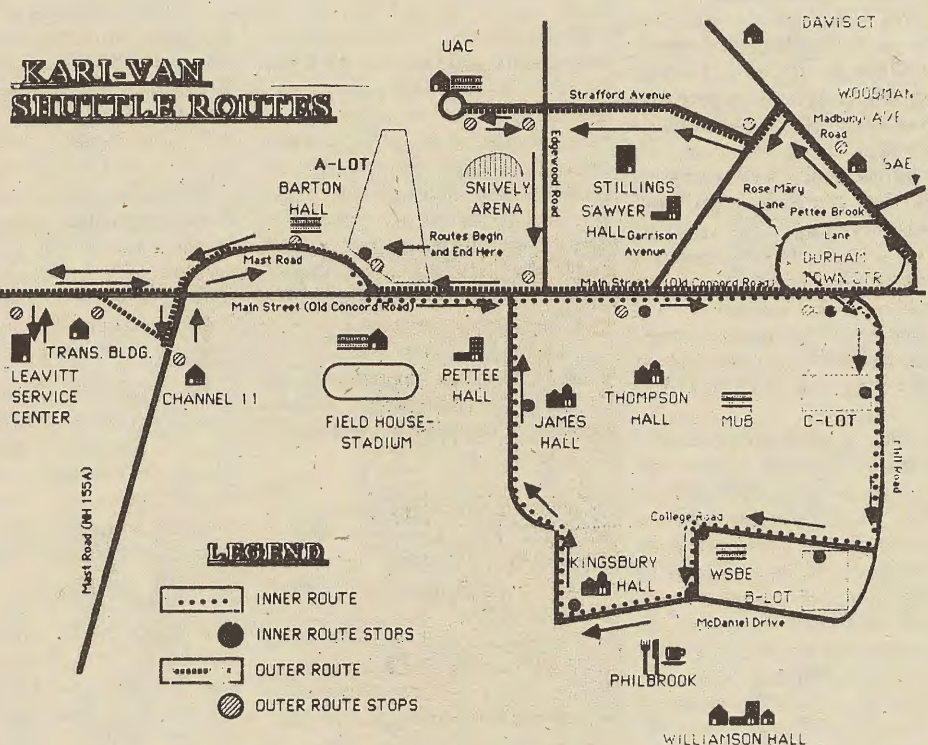 KARI-VAN
SHUTTLE ROUTES
UAC
DAVIS CT
Strafford Avenue
WOODMAN
AVE
Madbury
Road
SAE
A-LOT
BARTON
HALL
Edgewood Road
SNIVELY
ARENA
STILLINGS
SAWYER
HALL
Garrison
Avenue
Rose Mary
Lane
Pettee Brook
Lane
DURHAM
TOWN CTR
Routes Begin
and End Here
Mast Road
Main Street (Old Concord Road)
Main Street (Old Concord Road)
TRANS. BLDG.
LEAVITT
SERVICE
CENTER
CHANNEL 11
FIELD HOUSE-
STADIUM
PETTEE
HALL
JAMES
HALL
THOMPSON
HALL
MUB
C-LOT
Road
Mast Road (NH 155A)
College Road
KINGSBURY
HALL
WSBE
B-LOT
McDaniel Drive
PHILBROOK
WILLIAMSON HALL
LEGEND
INNER ROUTE
INNER ROUTE STOPS
OUTER ROUTE
OUTER ROUTE STOPS